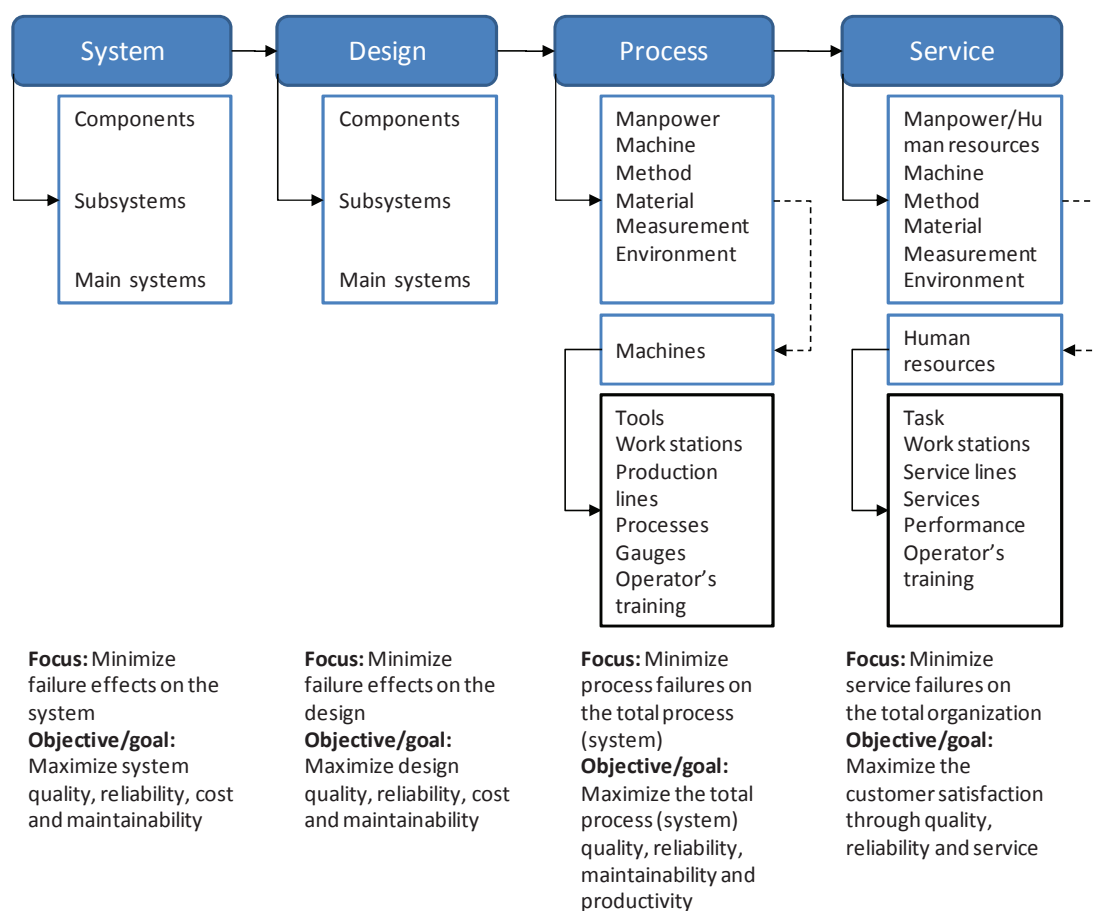 System
Design
Process
Service
Components
Subsystems
Main systems
Components
Subsystems
Main systems
Manpower
Machine
Method
Material
Measurement
Environment
Manpower/Hu
man resources
Machine
Method
Material
Measurement
Environment
Machines
Human
resources
Tools
Work stations
Production
lines
Processes
Gauges
Operator's
training
Task
Work stations
Service lines
Services
Performance
Operator's
training
Focus: Minimize
failure effects on the
system
Objective/goal:
Maximize system
quality, reliability, cost
and maintainability
Focus: Minimize
failure effects on the
design
Objective/goal:
Maximize design
quality, reliability, cost
and maintainability
Focus: Minimize
process failures on
the total process
(system)
Objective/goal:
Maximize the total
process (system)
quality, reliability,
maintainability and
productivity
Focus: Minimize
service failures on
the total organization
Objective/goal:
Maximize the
customer satisfaction
through quality,
reliability and service